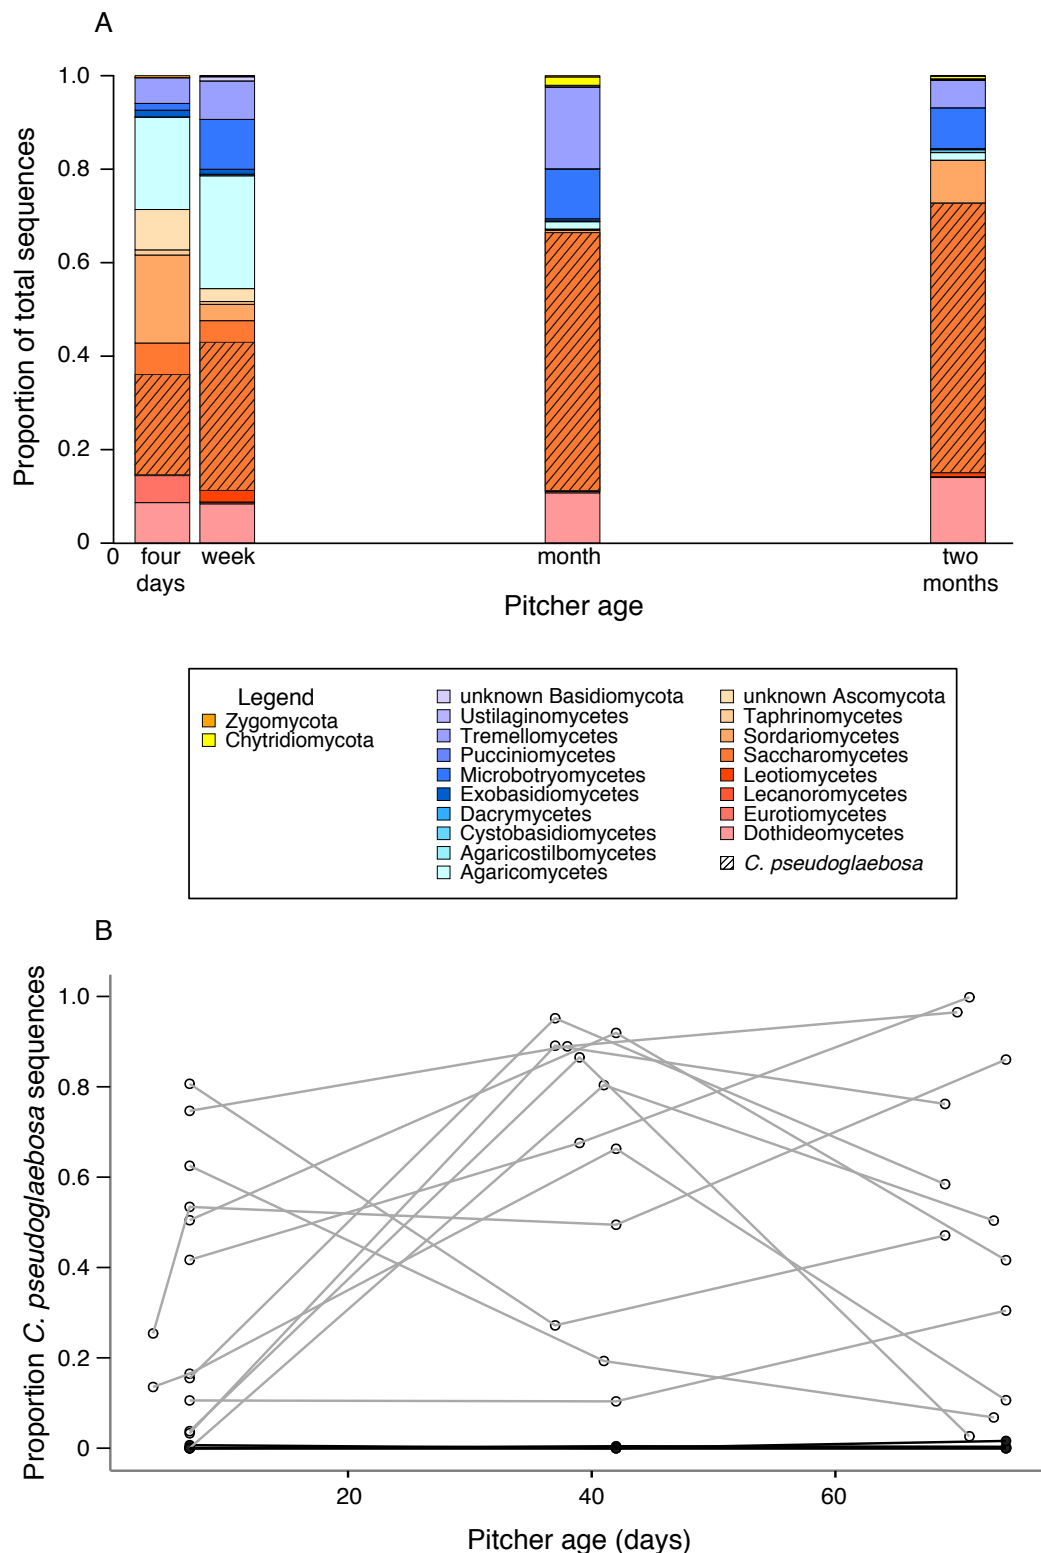 A
1.0
0.8
0.6
0.4
0.2
0
Proportion of total sequences
0 four days week month two months
Pitcher age
Legend
Zygomycota
Chytridiomycota
unknown Basidiomycota
Ustilaginomycetes
Tremellomycetes
Pucciniomycetes
Microbotryomycetes
Exobasidiomycetes
Dacrymycetes
Cystobasidiomycetes
Agaricostilbomycetes
Agaricomycetes
unknown Ascomycota
Taphrinomycetes
Sordariomycetes
Saccharomycetes
Leotiomycetes
Lecanoromycetes
Eurotiomycetes
Dothideomycetes
C. pseudoglaebosa
B
1.0
0.8
0.6
0.4
0.2
0
Proportion C. pseudoglaebosa sequences
20 40 60
Pitcher age (days)